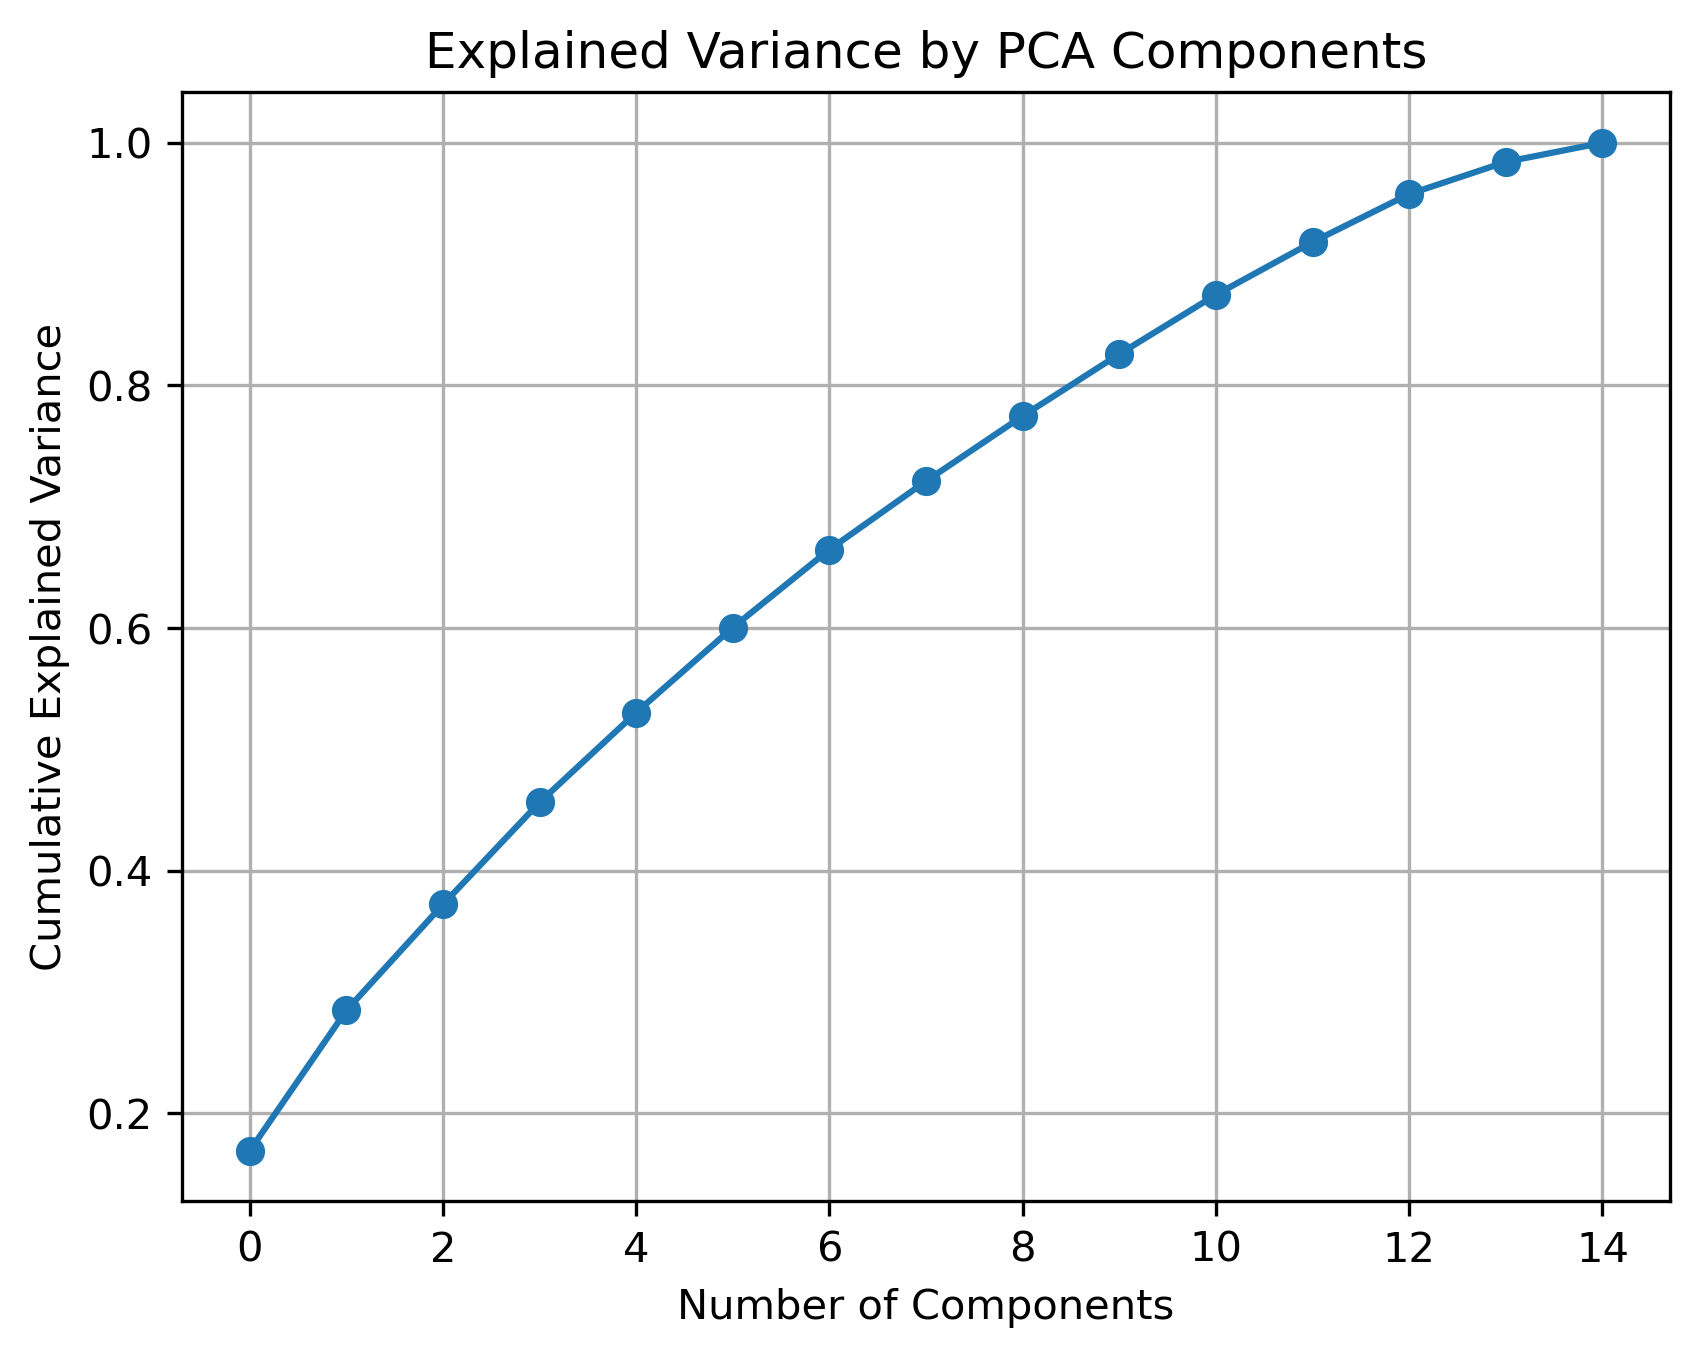 Explained Variance by PCA Components
1.0
0.8
0.6
0.4
0.2
Cumulative Explained Variance
0 2 4 6 8 10 12 14
Number of Components